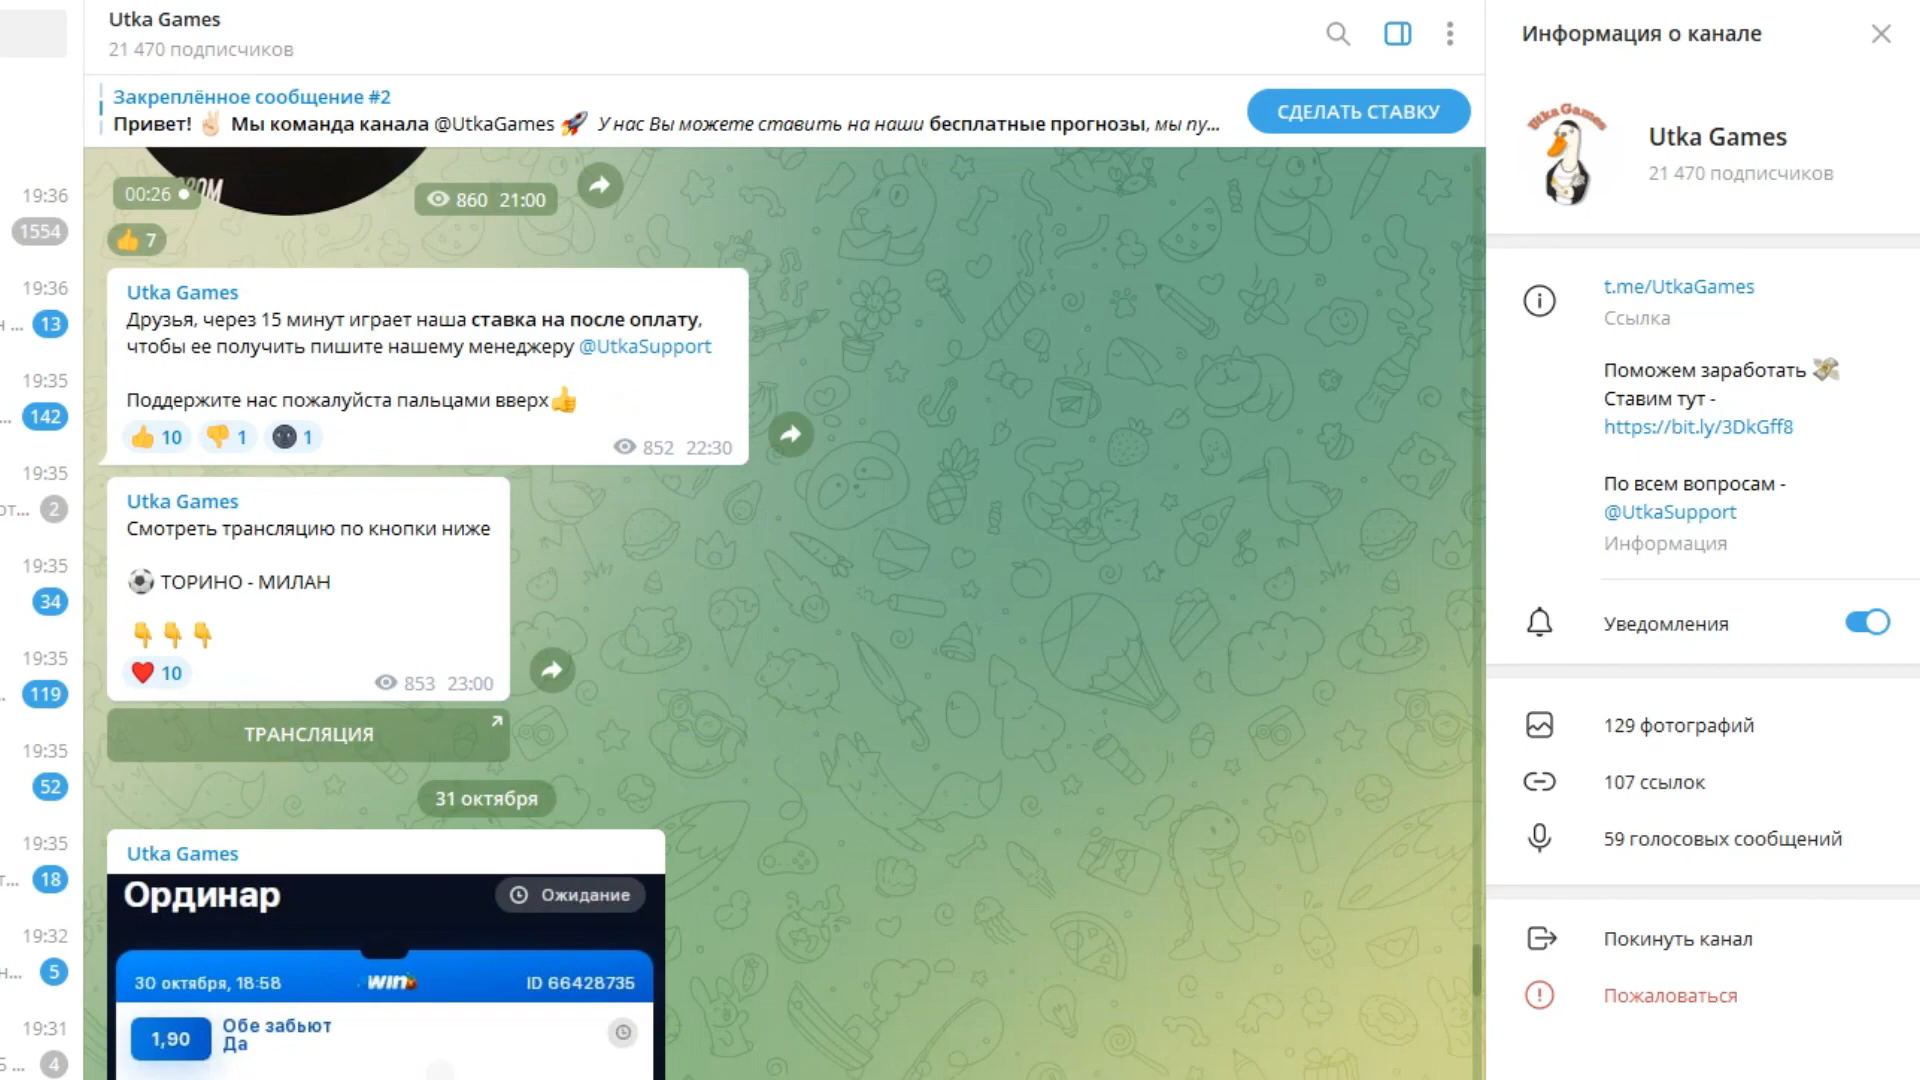 Utka Games
21 470 подписчиков
Закреплённое сообщение #2
Привет! ✌🏻 Мы команда канала @UtkaGames 🚀 У нас Вы можете ставить на наши бесплатные прогнозы, мы пу...
СДЕЛАТЬ СТАВКУ
19:36
1554
19:36
13
19:35
142
19:35
2
19:35
34
19:35
119
19:35
52
19:35
18
19:32
5
19:31
4
00:26
860 21:00
👍 7
Utka Games
Друзья, через 15 минут играет наша ставка на после оплату,
чтобы ее получить пишите нашему менеджеру @UtkaSupport
Поддержите нас пожалуйста пальцами вверх👍
👍 10 👎 1 🌚 1
852 22:30
Utka Games
Смотреть трансляцию по кнопки ниже
⚽ ТОРИНО - МИЛАН
👇👇👇
❤️ 10
853 23:00
ТРАНСЛЯЦИЯ
31 октября
Utka Games
Ординар
Ожидание
30 октября, 18:58
win
ID 66428735
1,90
Обе забьют
Да
Информация о канале
Utka Games
Utka Games
21 470 подписчиков
t.me/UtkaGames
Ссылка
Поможем заработать 💸
Ставим тут -
https://bit.ly/3DkGff8
По всем вопросам -
@UtkaSupport
Информация
Уведомления
129 фотографий
107 ссылок
59 голосовых сообщений
Покинуть канал
Пожаловаться